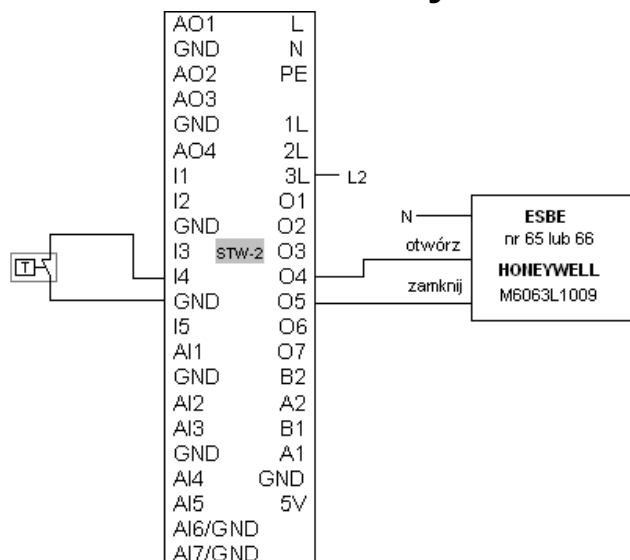 AO1 L
GND N
AO2 PE
AO3
GND 1L
AO4 2L
I1 3L L2
I2 O1
GND O2
I3 STW-2 O3
I4 O4
GND O5
I5 O6
AI1 O7
GND B2
AI2 A2
AI3 B1
GND A1
AI4 GND
AI5 5V
AI6/GND
AI7/GND
T
N
otwórz
zamknij
ESBE
nr 65 lub 66
HONEYWELL
M6063L1009